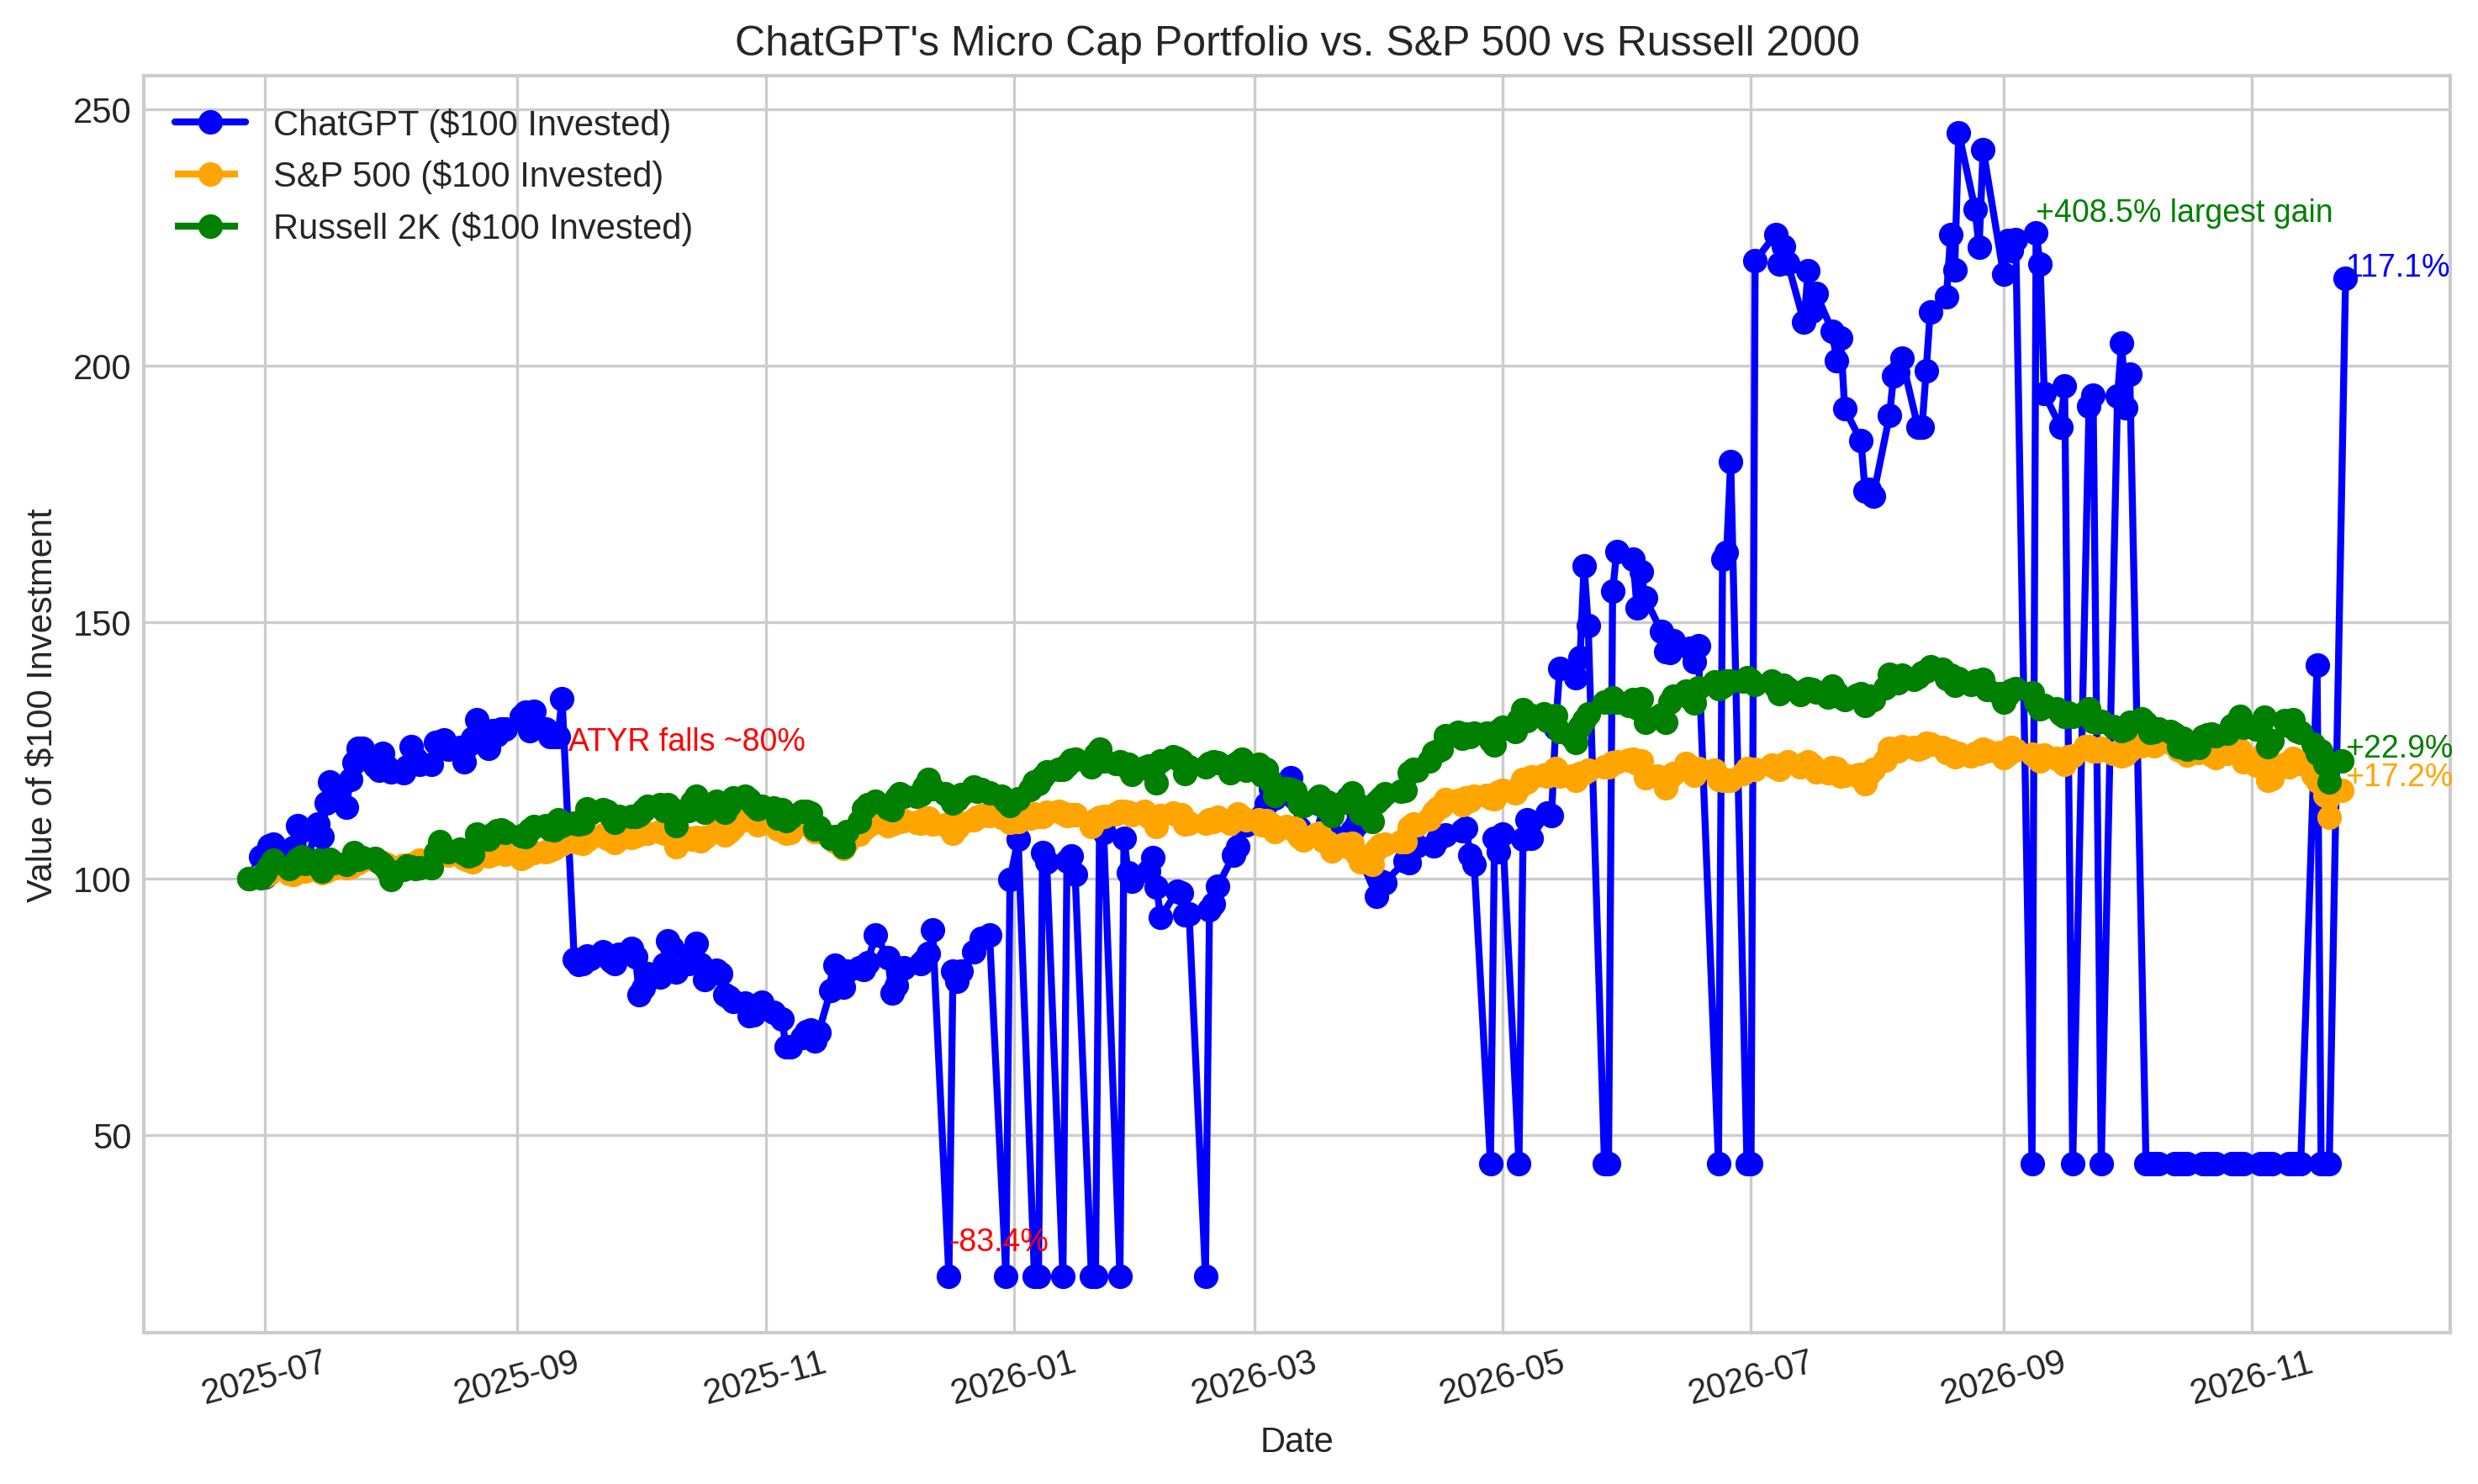 ChatGPT's Micro Cap Portfolio vs. S&P 500 vs Russell 2000
250
200
150
100
50
Value of $100 Investment
ChatGPT ($100 Invested)
S&P 500 ($100 Invested)
Russell 2K ($100 Invested)
+408.5% largest gain
117.1%
ATYR falls ~80%
+22.9%
+17.2%
-83.4%
2025-07
2025-09
2025-11
2026-01
2026-03
2026-05
2026-07
2026-09
2026-11
Date